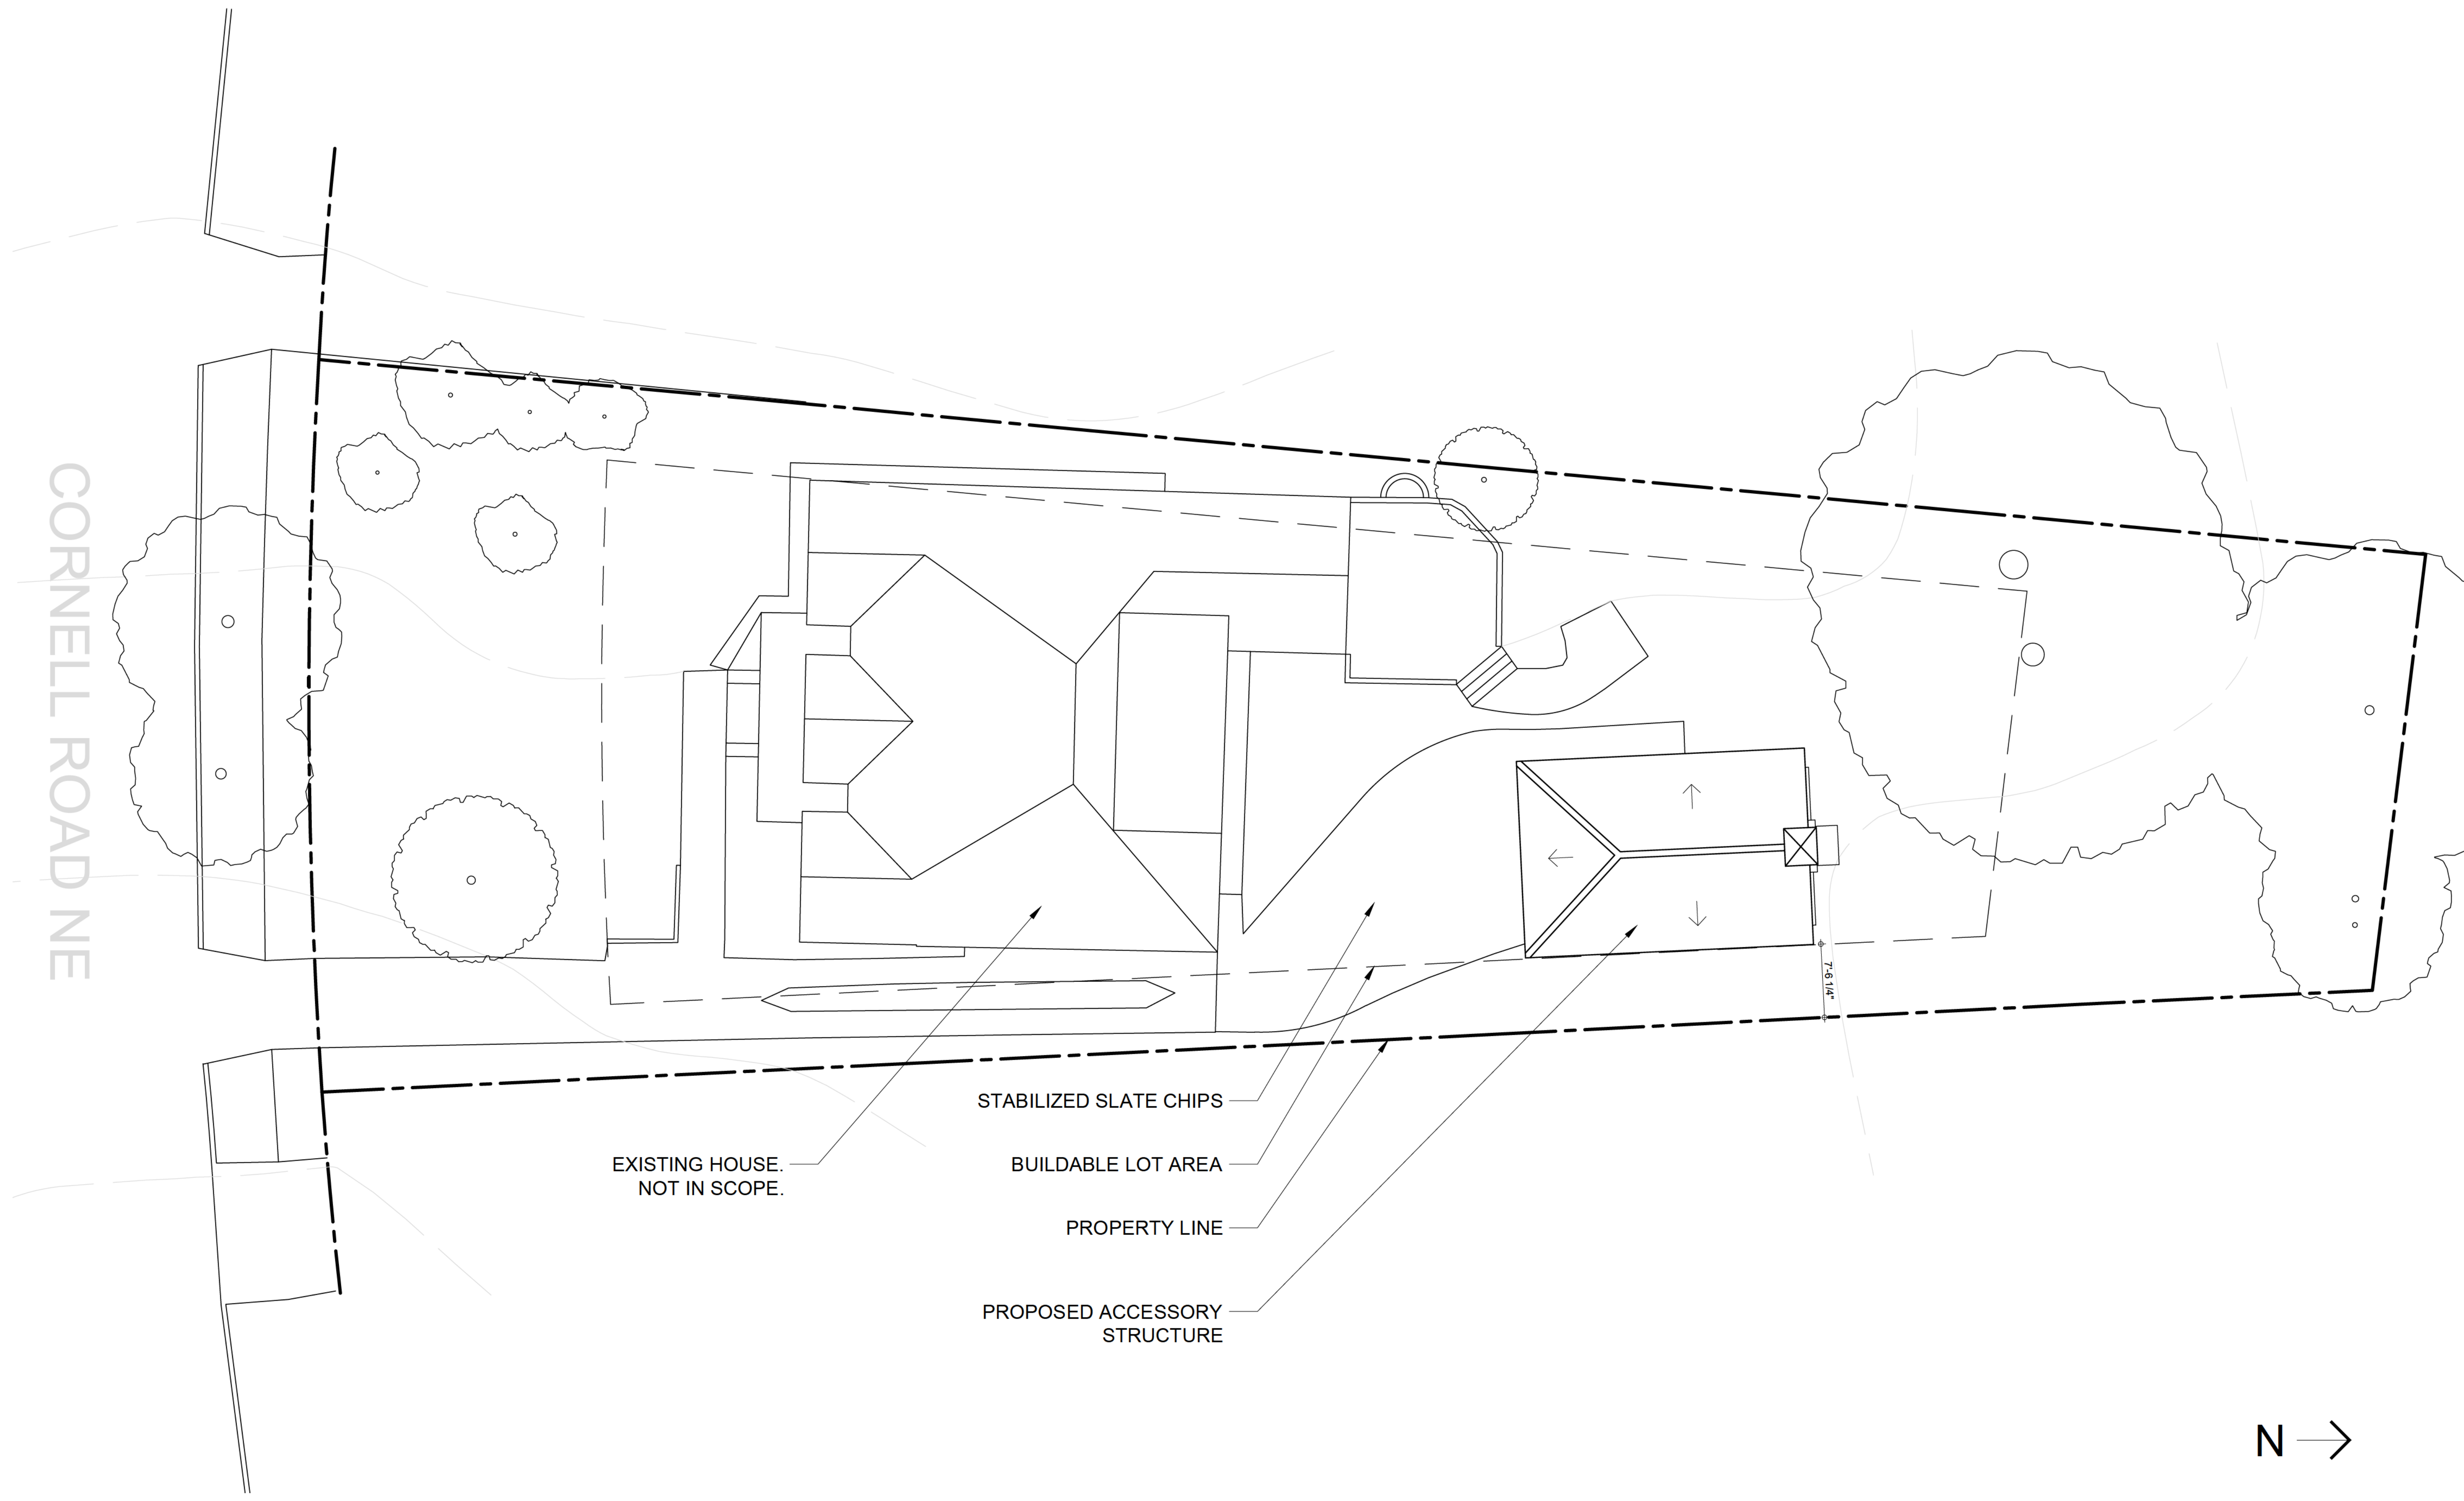 CORNELL ROAD NE
7'-6 1/4"
STABILIZED SLATE CHIPS
EXISTING HOUSE.
NOT IN SCOPE.
BUILDABLE LOT AREA
PROPERTY LINE
PROPOSED ACCESSORY
STRUCTURE
N